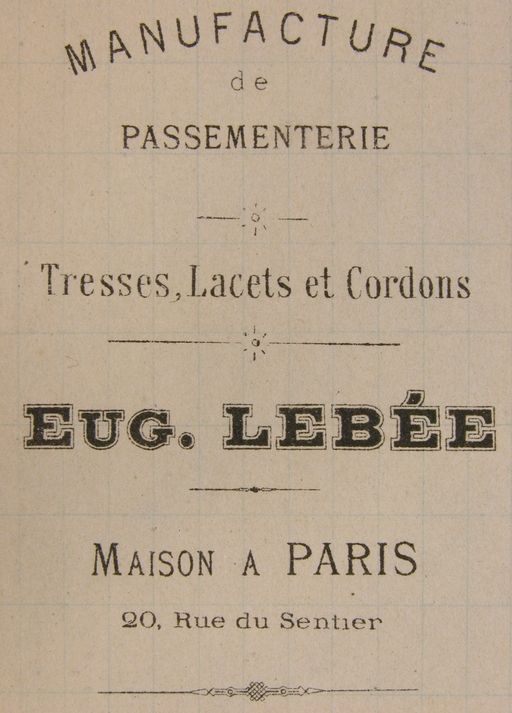 MANUFACTURE
de
PASSEMENTERIE
Tresses, Lacets et Cordons
EUG. LEBÉE
MAISON A PARIS
20, Rue du Sentier